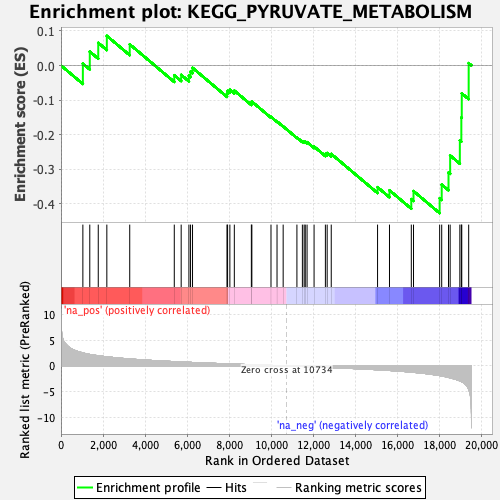 Enrichment plot: KEGG_PYRUVATE_METABOLISM
Enrichment score (ES)
0.1
0.0
-0.1
-0.2
-0.3
-0.4
'na_pos' (positively correlated)
'na_neg' (negatively correlated)
Ranked list metric (PreRanked)
10
5
0
-5
-10
Zero cross at 10734
0
2,000
4,000
6,000
8,000
10,000
12,000
14,000
16,000
18,000
20,000
Rank in Ordered Dataset
Enrichment profile
Hits
Ranking metric scores